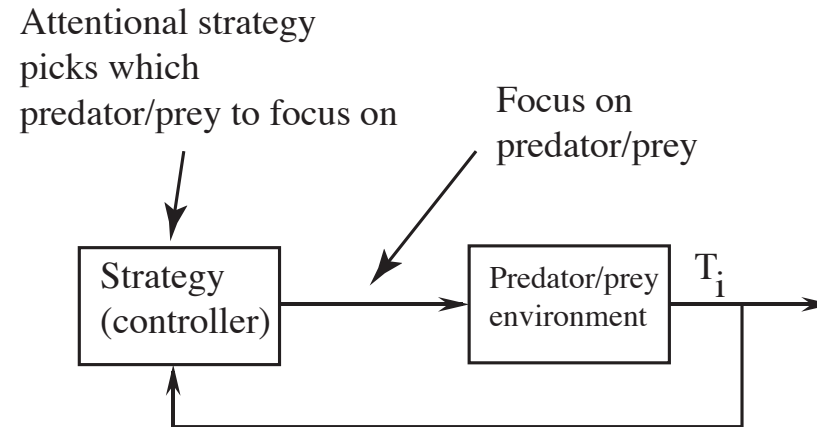 Attentional strategy
picks which
predator/prey to focus on
Focus on
predator/prey
Strategy
(controller)
Predator/prey
environment
Ti